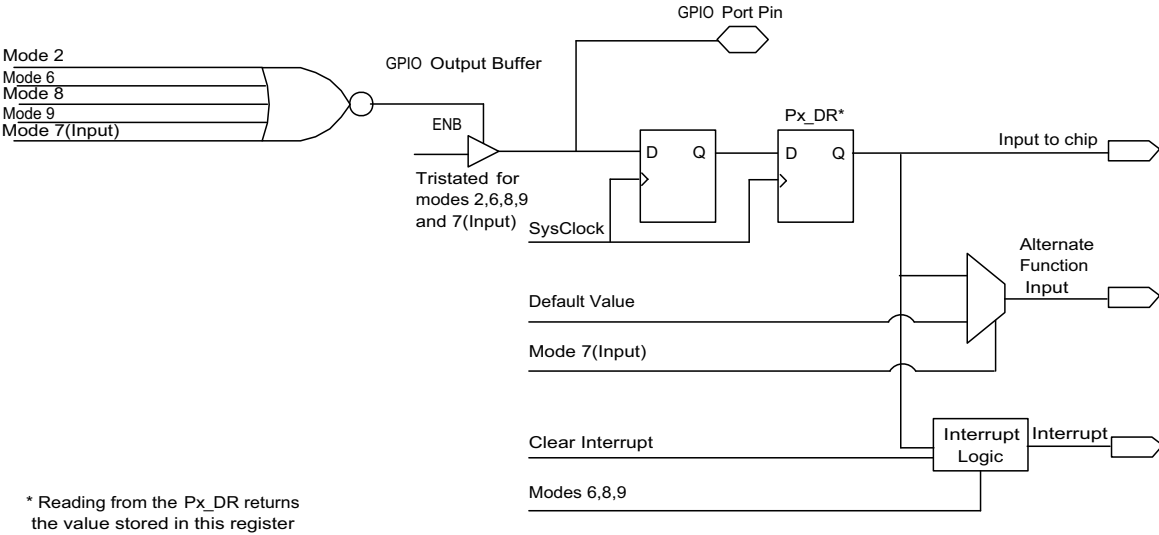 GPIO Port Pin
Mode 2
GPIO Output Buffer
Mode 6
Mode 8
Mode 9
Mode 7(Input)
ENB
Px_DR*
D Q
D Q
Input to chip
Tristated for
modes 2,6,8,9
and 7(Input)
SysClock
Alternate
Function
Input
Default Value
Mode 7(Input)
Clear Interrupt
Interrupt
Logic
Interrupt
Modes 6,8,9
* Reading from the Px_DR returns
the value stored in this register